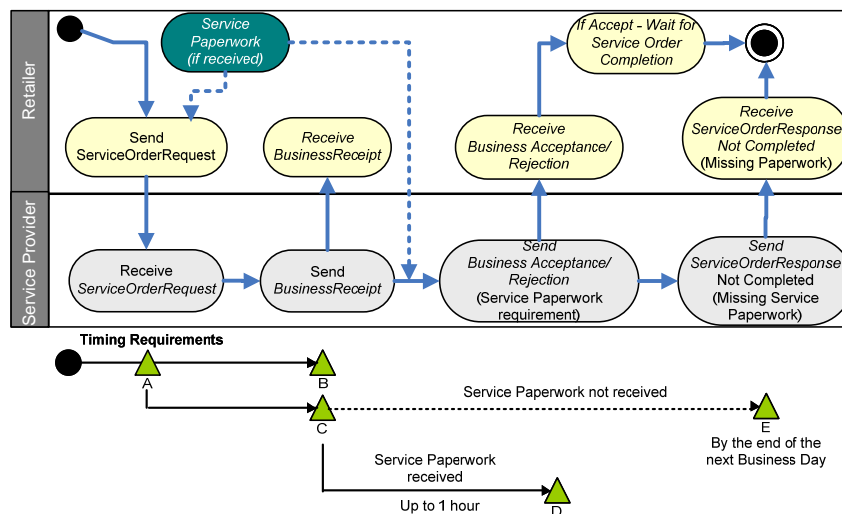 Retailer
Service
Paperwork
(if received)
If Accept - Wait for
Service Order
Completion
Send
ServiceOrderRequest
Receive
BusinessReceipt
Receive
Business Acceptance/
Rejection
Receive
ServiceOrderResponse
Not Completed
(Missing Paperwork)
Service Provider
Receive
ServiceOrderRequest
Send
BusinessReceipt
Send
Business Acceptance/
Rejection
(Service Paperwork
requirement)
Send
ServiceOrderResponse
Not Completed
(Missing Service
Paperwork)
Timing Requirements
A
B
C
Service Paperwork not received
E
By the end of the
next Business Day
Service Paperwork
received
Up to 1 hour
D